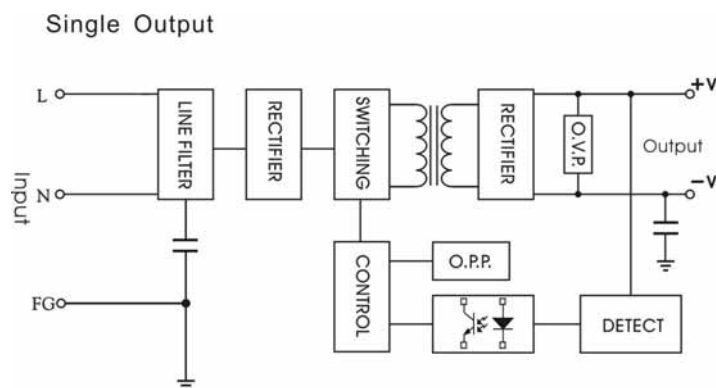 Single Output
L
LINE FILTER
RECTIFIER
SWITCHING
RECTIFIER
+V
O.V.P.
Output
Input
N
-V
CONTROL
O.P.P.
FG
DETECT